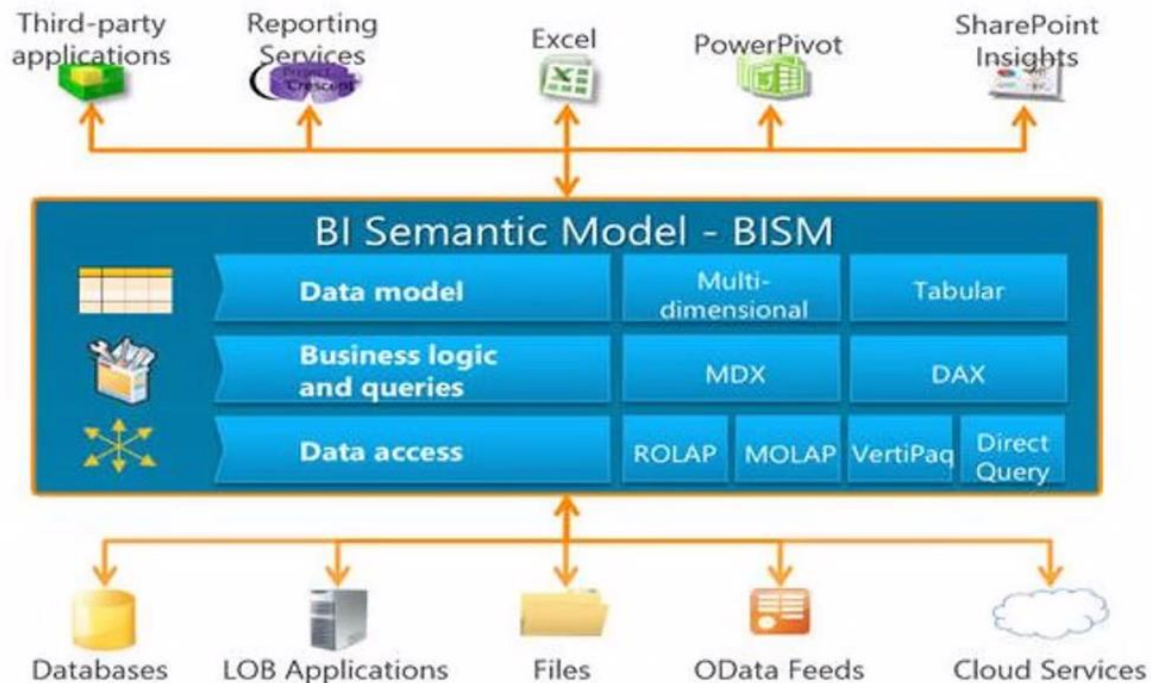 Third-party
applications
Reporting
Services
Project
"Crescent"
Excel
PowerPivot
SharePoint
Insights
BI Semantic Model - BISM
Data model
Multi-
dimensional
Tabular
Business logic
and queries
MDX
DAX
Data access
ROLAP
MOLAP
VertiPaq
Direct
Query
Databases
LOB Applications
Files
OData Feeds
Cloud Services